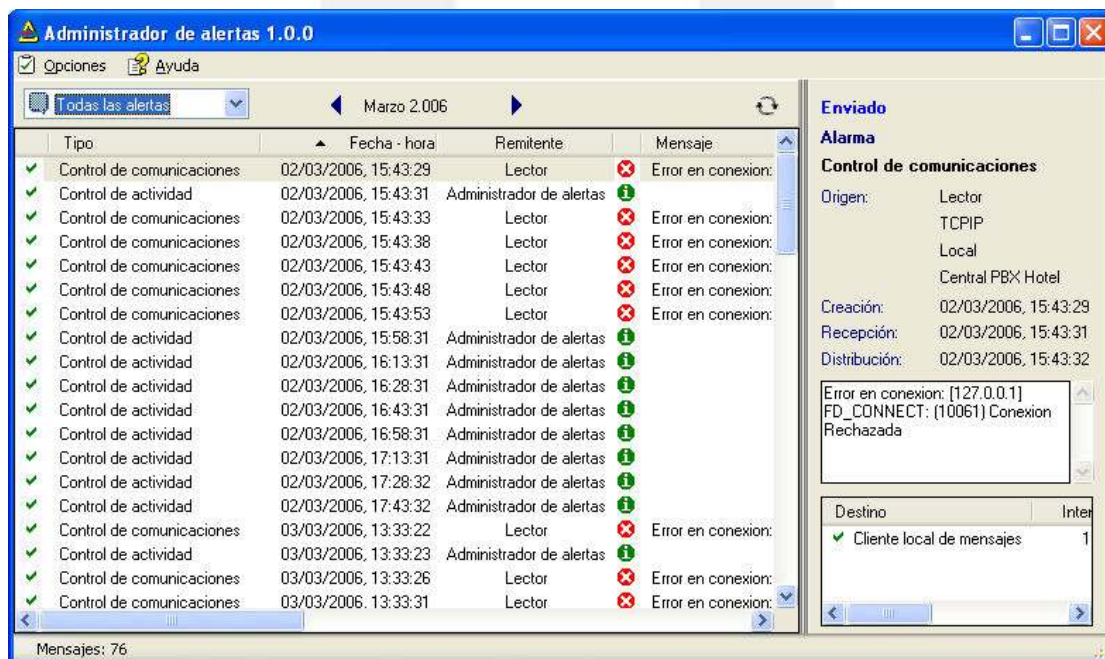 Administrador de alertas 1.0.0
Opciones Ayuda
Todas las alertas Marzo 2.006
Tipo Fecha - hora Remitente Mensaje
Control de comunicaciones 02/03/2006, 15:43:29 Lector Error en conexion:
Control de actividad 02/03/2006, 15:43:31 Administrador de alertas
Control de comunicaciones 02/03/2006, 15:43:33 Lector Error en conexion:
Control de comunicaciones 02/03/2006, 15:43:38 Lector Error en conexion:
Control de comunicaciones 02/03/2006, 15:43:43 Lector Error en conexion:
Control de comunicaciones 02/03/2006, 15:43:48 Lector Error en conexion:
Control de comunicaciones 02/03/2006, 15:43:53 Lector Error en conexion:
Control de actividad 02/03/2006, 15:58:31 Administrador de alertas
Control de actividad 02/03/2006, 16:13:31 Administrador de alertas
Control de actividad 02/03/2006, 16:28:31 Administrador de alertas
Control de actividad 02/03/2006, 16:43:31 Administrador de alertas
Control de actividad 02/03/2006, 16:58:31 Administrador de alertas
Control de actividad 02/03/2006, 17:13:31 Administrador de alertas
Control de actividad 02/03/2006, 17:28:32 Administrador de alertas
Control de actividad 02/03/2006, 17:43:32 Administrador de alertas
Control de comunicaciones 03/03/2006, 13:33:22 Lector Error en conexion:
Control de actividad 03/03/2006, 13:33:23 Administrador de alertas
Control de comunicaciones 03/03/2006, 13:33:26 Lector Error en conexion:
Control de comunicaciones 03/03/2006, 13:33:31 Lector Error en conexion:
Enviado
Alarma
Control de comunicaciones
Origen: Lector
TCPIP
Local
Central PBX Hotel
Creación: 02/03/2006, 15:43:29
Recepción: 02/03/2006, 15:43:31
Distribución: 02/03/2006, 15:43:32
Error en conexion: [127.0.0.1]
FD_CONNECT: (10061) Conexion
Rechazada
Destino Inter
Cliente local de mensajes 1
Mensajes: 76